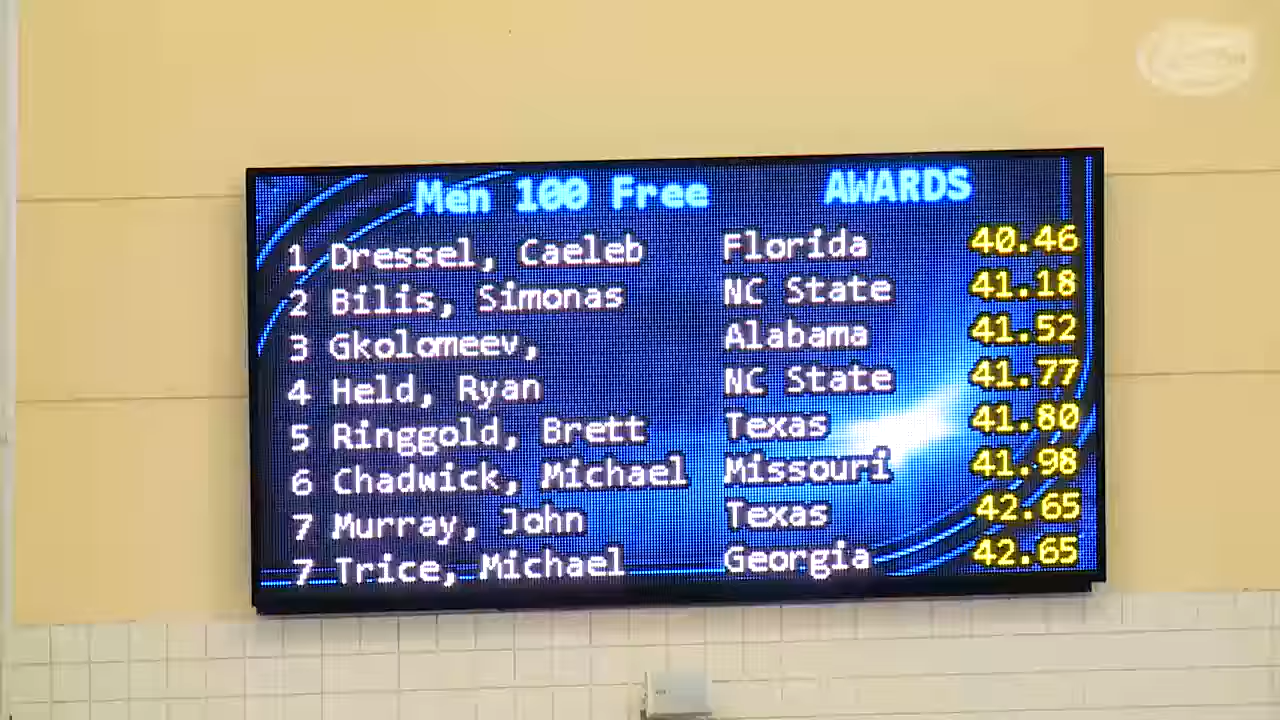 Men 100 Free AWARDS
1 Dressel, Caeleb Florida 40.46
2 Bilis, Simonas NC State 41.18
3 Gkolomeev, Alabama 41.52
4 Held, Ryan NC State 41.77
5 Ringgold, Brett Texas 41.80
6 Chadwick, Michael Missouri 41.98
7 Murray, John Texas 42.65
7 Trice, Michael Georgia 42.65